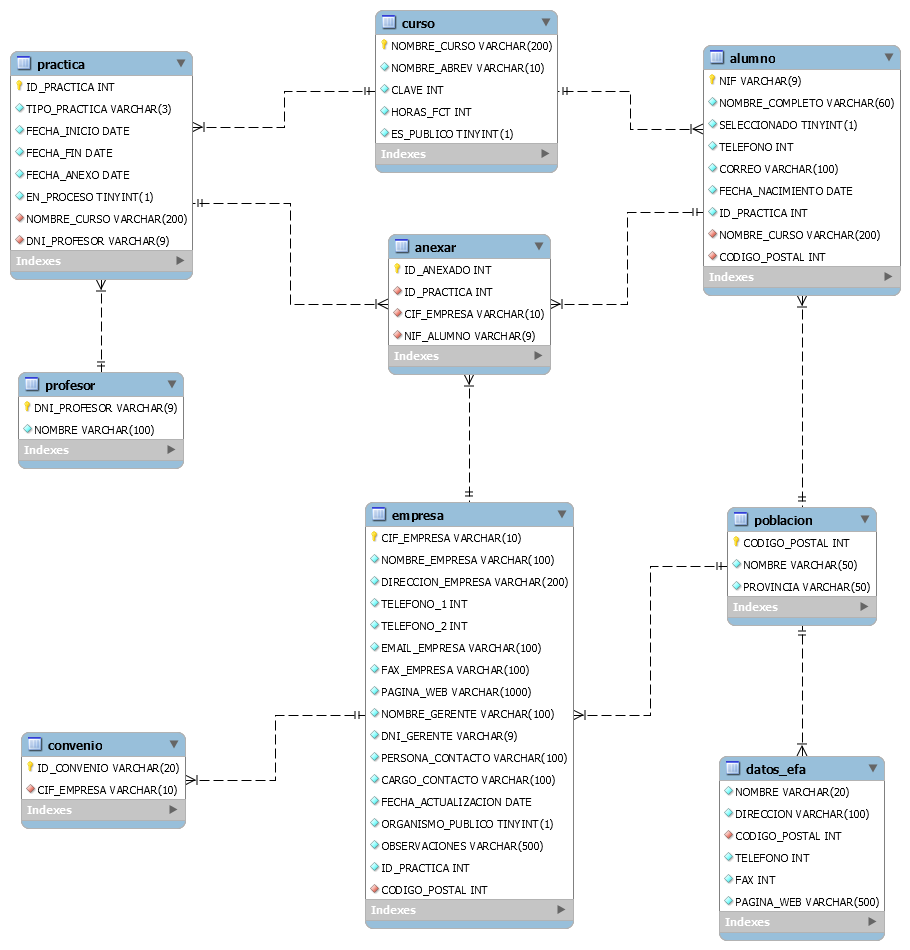 curso
NOMBRE_CURSO VARCHAR(200)
NOMBRE_ABREV VARCHAR(10)
CLAVE INT
HORAS_FCT INT
ES_PUBLICO TINYINT(1)
Indexes
practica
ID_PRACTICA INT
TIPO_PRACTICA VARCHAR(3)
FECHA_INICIO DATE
FECHA_FIN DATE
FECHA_ANEXO DATE
EN_PROCESO TINYINT(1)
NOMBRE_CURSO VARCHAR(200)
DNI_PROFESOR VARCHAR(9)
Indexes
alumno
NIF VARCHAR(9)
NOMBRE_COMPLETO VARCHAR(60)
SELECCIONADO TINYINT(1)
TELEFONO INT
CORREO VARCHAR(100)
FECHA_NACIMIENTO DATE
ID_PRACTICA INT
NOMBRE_CURSO VARCHAR(200)
CODIGO_POSTAL INT
Indexes
anexar
ID_ANEXADO INT
ID_PRACTICA INT
CIF_EMPRESA VARCHAR(10)
NIF_ALUMNO VARCHAR(9)
Indexes
profesor
DNI_PROFESOR VARCHAR(9)
NOMBRE VARCHAR(100)
Indexes
empresa
CIF_EMPRESA VARCHAR(10)
NOMBRE_EMPRESA VARCHAR(100)
DIRECCION_EMPRESA VARCHAR(200)
TELEFONO_1 INT
TELEFONO_2 INT
EMAIL_EMPRESA VARCHAR(100)
FAX_EMPRESA VARCHAR(100)
PAGINA_WEB VARCHAR(1000)
NOMBRE_GERENTE VARCHAR(100)
DNI_GERENTE VARCHAR(9)
PERSONA_CONTACTO VARCHAR(100)
CARGO_CONTACTO VARCHAR(100)
FECHA_ACTUALIZACION DATE
ORGANISMO_PUBLICO TINYINT(1)
OBSERVACIONES VARCHAR(500)
ID_PRACTICA INT
CODIGO_POSTAL INT
Indexes
poblacion
CODIGO_POSTAL INT
NOMBRE VARCHAR(50)
PROVINCIA VARCHAR(50)
Indexes
convenio
ID_CONVENIO VARCHAR(20)
CIF_EMPRESA VARCHAR(10)
Indexes
datos_efa
NOMBRE VARCHAR(20)
DIRECCION VARCHAR(100)
CODIGO_POSTAL INT
TELEFONO INT
FAX INT
PAGINA_WEB VARCHAR(500)
Indexes